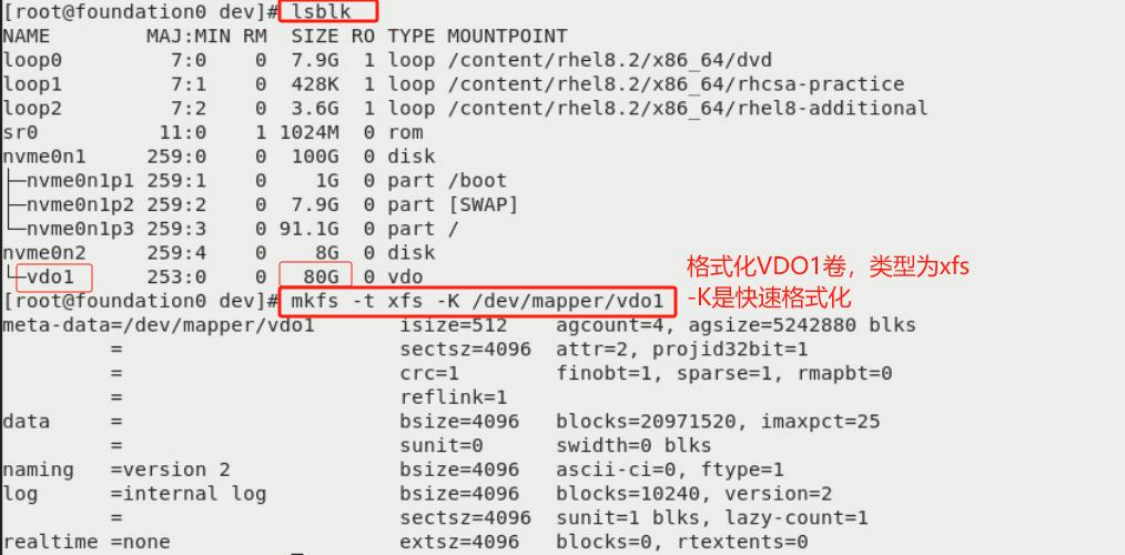 [root@foundation0 dev]# lsblk
NAME        MAJ:MIN RM  SIZE RO TYPE MOUNTPOINT
loop0         7:0    0  7.9G  1 loop /content/rhel8.2/x86_64/dvd
loop1         7:1    0  428K  1 loop /content/rhel8.2/x86_64/rhcsa-practice
loop2         7:2    0  3.6G  1 loop /content/rhel8.2/x86_64/rhel8-additional
sr0          11:0    1 1024M  0 rom
nvme0n1     259:0    0  100G  0 disk
├─nvme0n1p1 259:1    0    1G  0 part /boot
├─nvme0n1p2 259:2    0  7.9G  0 part [SWAP]
└─nvme0n1p3 259:3    0 91.1G  0 part /
nvme0n2     259:4    0    8G  0 disk
└─vdo1      253:0    0   80G  0 vdo
格式化VDO1卷，类型为xfs
[root@foundation0 dev]# mkfs -t xfs -K /dev/mapper/vdo1
-K是快速格式化
meta-data=/dev/mapper/vdo1       isize=512    agcount=4, agsize=5242880 blks
         =                       sectsz=4096  attr=2, projid32bit=1
         =                       crc=1        finobt=1, sparse=1, rmapbt=0
         =                       reflink=1
data     =                       bsize=4096   blocks=20971520, imaxpct=25
         =                       sunit=0      swidth=0 blks
naming   =version 2              bsize=4096   ascii-ci=0, ftype=1
log      =internal log           bsize=4096   blocks=10240, version=2
         =                       sectsz=4096  sunit=1 blks, lazy-count=1
realtime =none                   extsz=4096   blocks=0, rtextents=0